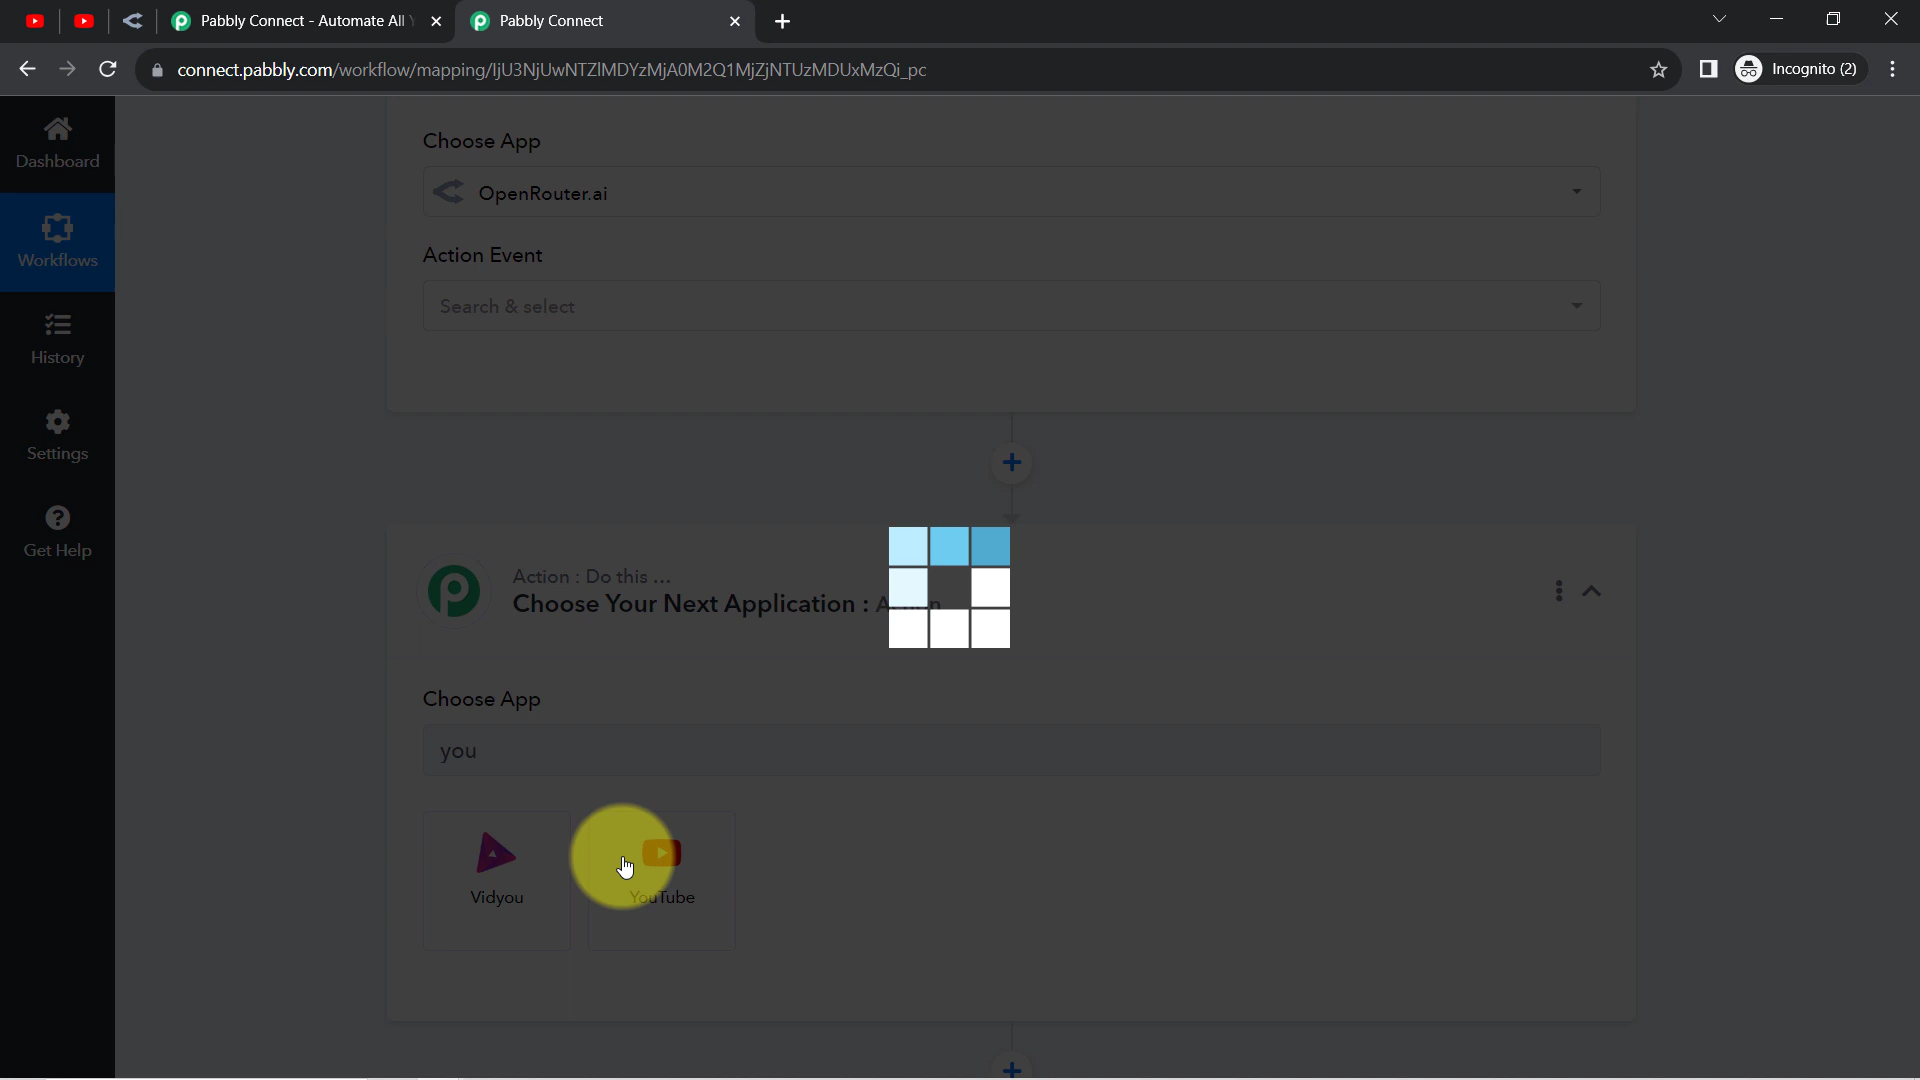 Pabbly Connect - Automate All
Pabbly Connect
connect.pabbly.com/workflow/mapping/IjU3NjUwNTZlMDYzMjA0M2Q1MjZjNTUzMDUxMzQi_pc
Incognito (2)
Dashboard
Workflows
History
Settings
Get Help
Choose App
OpenRouter.ai
Action Event
Search & select
Action : Do this ...
Choose Your Next Application :
Choose App
you
Vidyou
YouTube